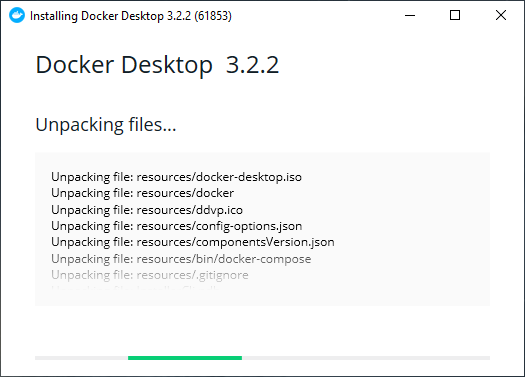 Installing Docker Desktop 3.2.2 (61853)
Docker Desktop 3.2.2
Unpacking files...
Unpacking file: resources/docker-desktop.iso
Unpacking file: resources/docker
Unpacking file: resources/ddvp.ico
Unpacking file: resources/config-options.json
Unpacking file: resources/componentsVersion.json
Unpacking file: resources/bin/docker-compose
Unpacking file: resources/.gitignore